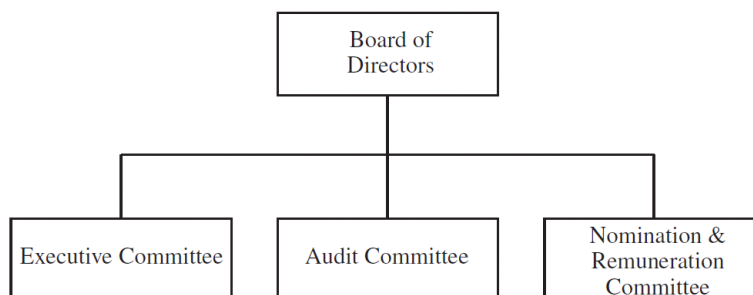 Board of
Directors
Executive Committee
Audit Committee
Nomination &
Remuneration
Committee